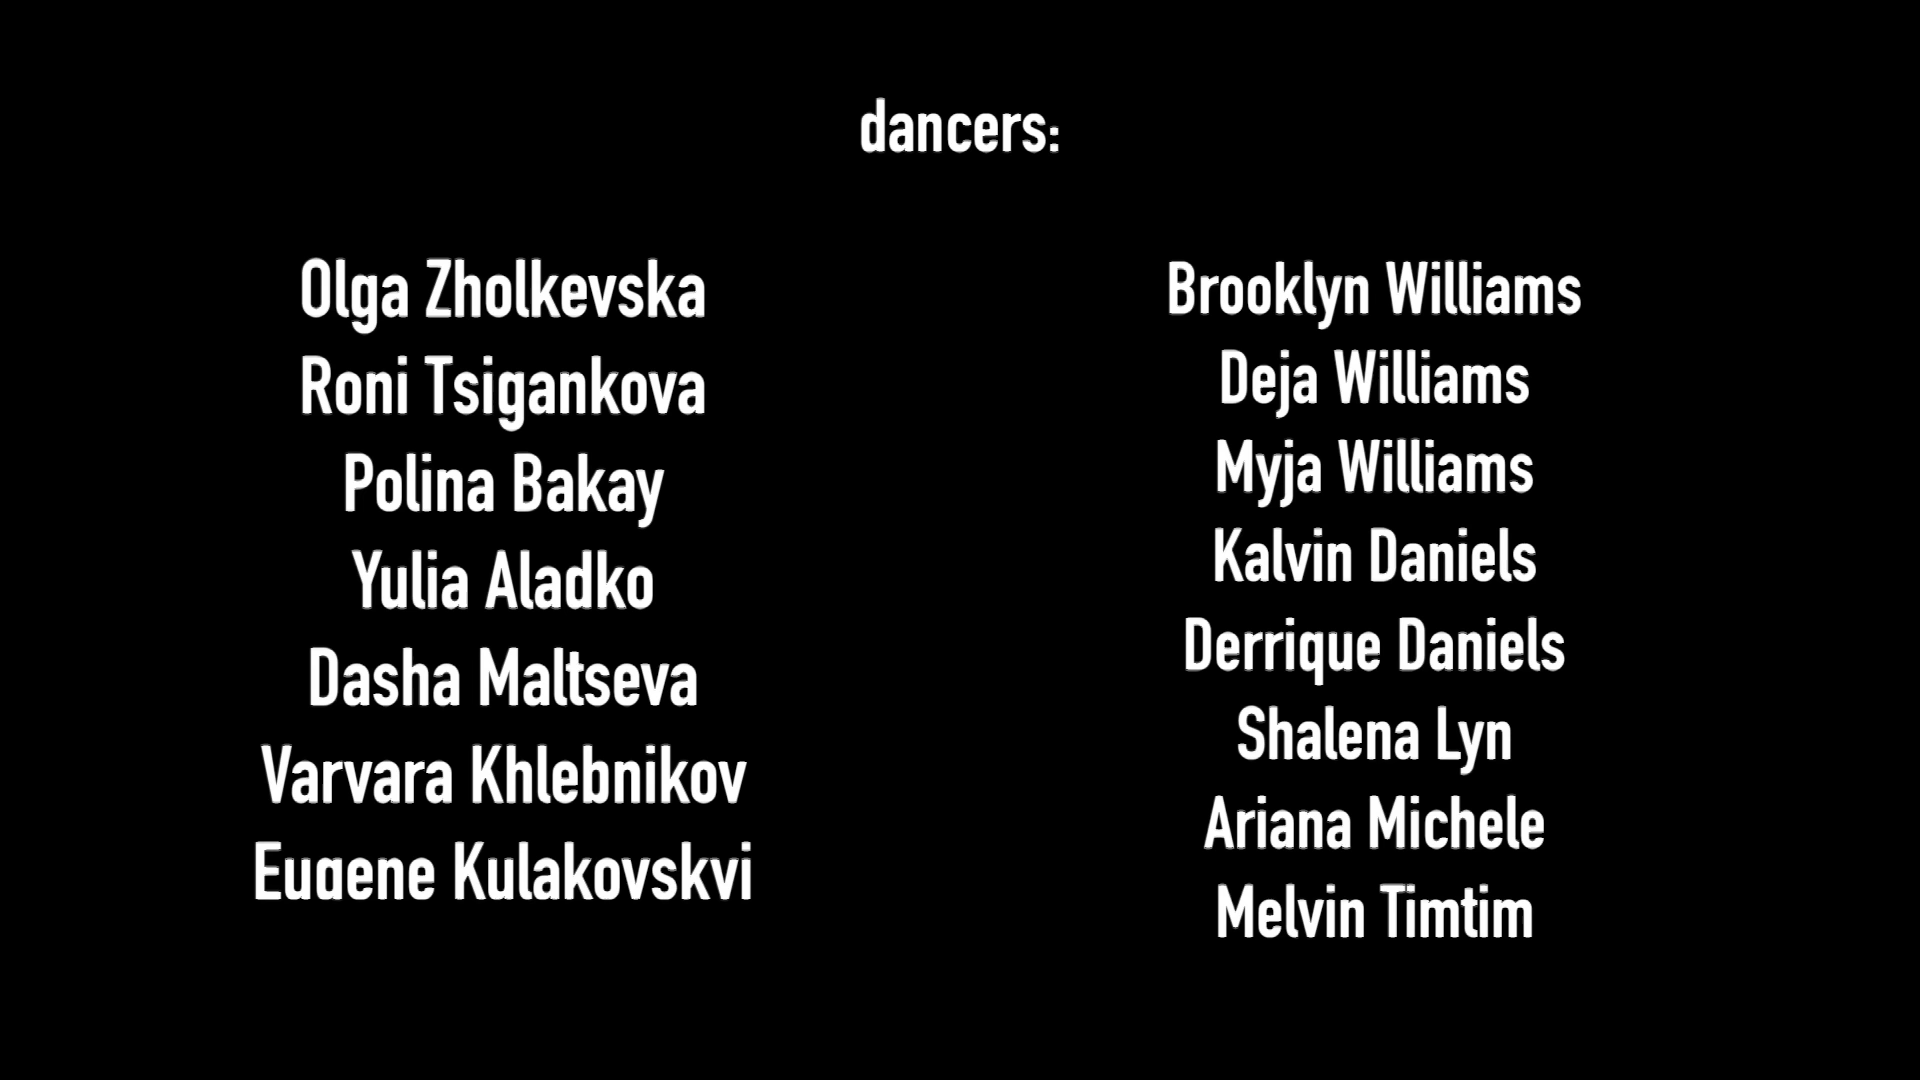 dancers:
Olga Zholkevska
Roni Tsigankova
Polina Bakay
Yulia Aladko
Dasha Maltseva
Varvara Khlebnikov
Eugene Kulakovskyi
Brooklyn Williams
Deja Williams
Myja Williams
Kalvin Daniels
Derrique Daniels
Shalena Lyn
Ariana Michele
Melvin Timtim